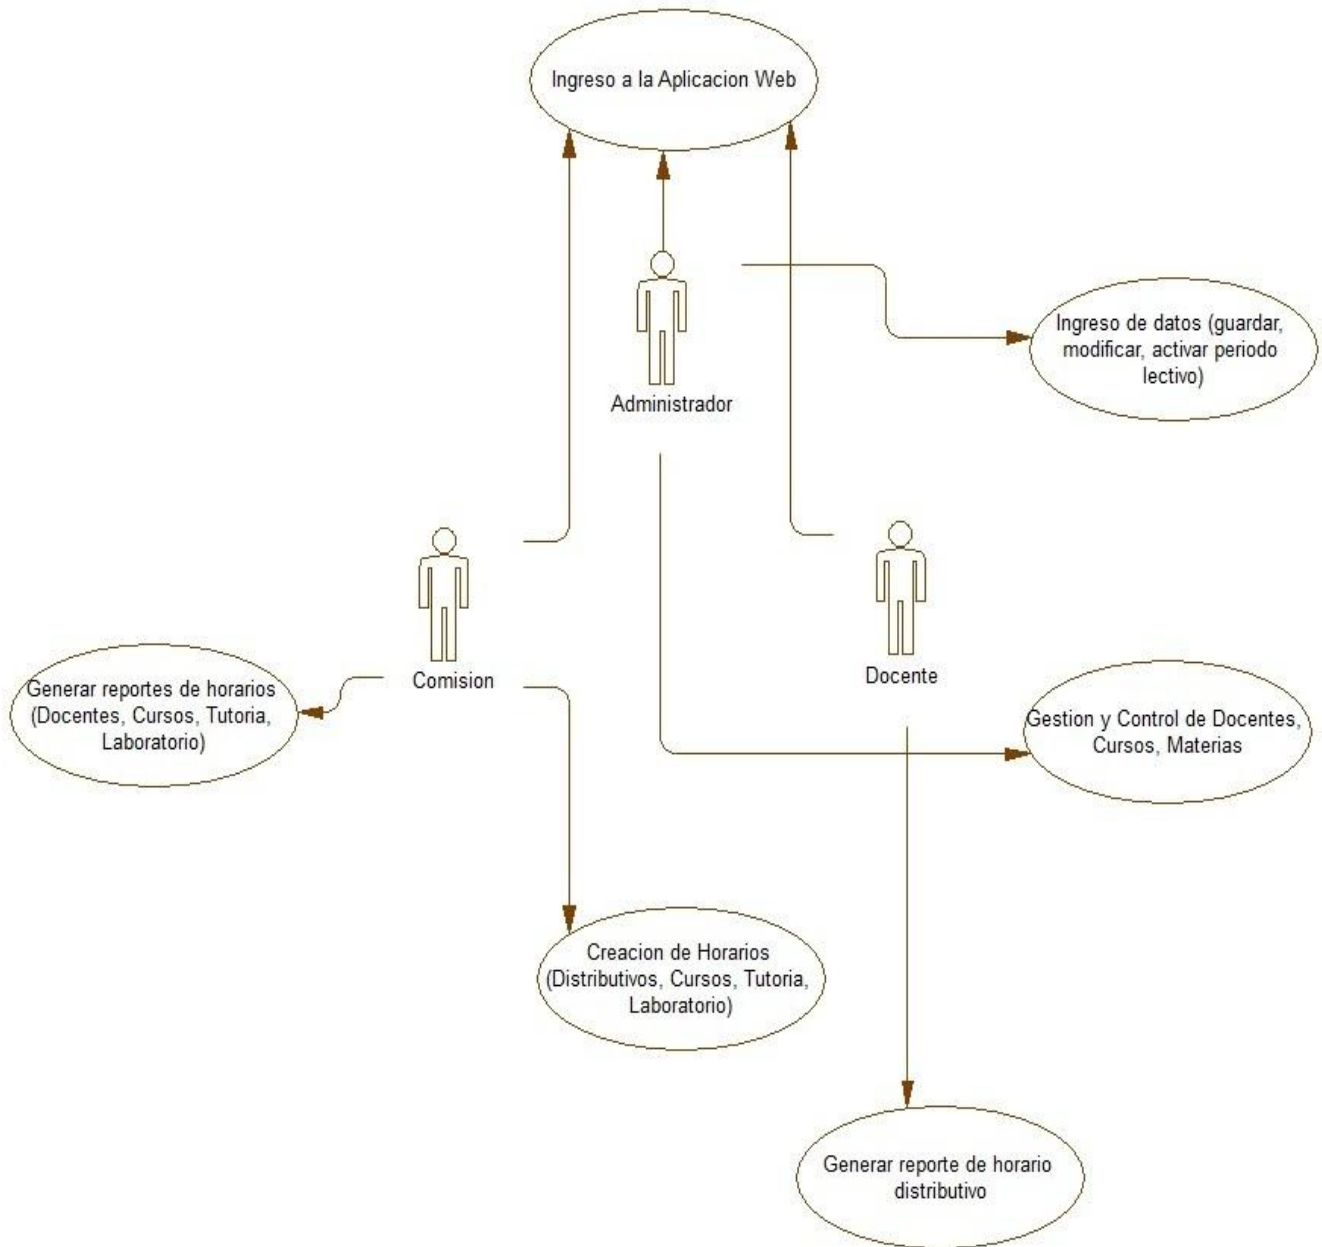 Ingreso a la Aplicacion Web
Ingreso de datos (guardar,
modificar, activar periodo
lectivo)
Administrador
Comision
Docente
Generar reportes de horarios
(Docentes, Cursos, Tutoria,
Laboratorio)
Gestion y Control de Docentes,
Cursos, Materias
Creacion de Horarios
(Distributivos, Cursos, Tutoria,
Laboratorio)
Generar reporte de horario
distributivo